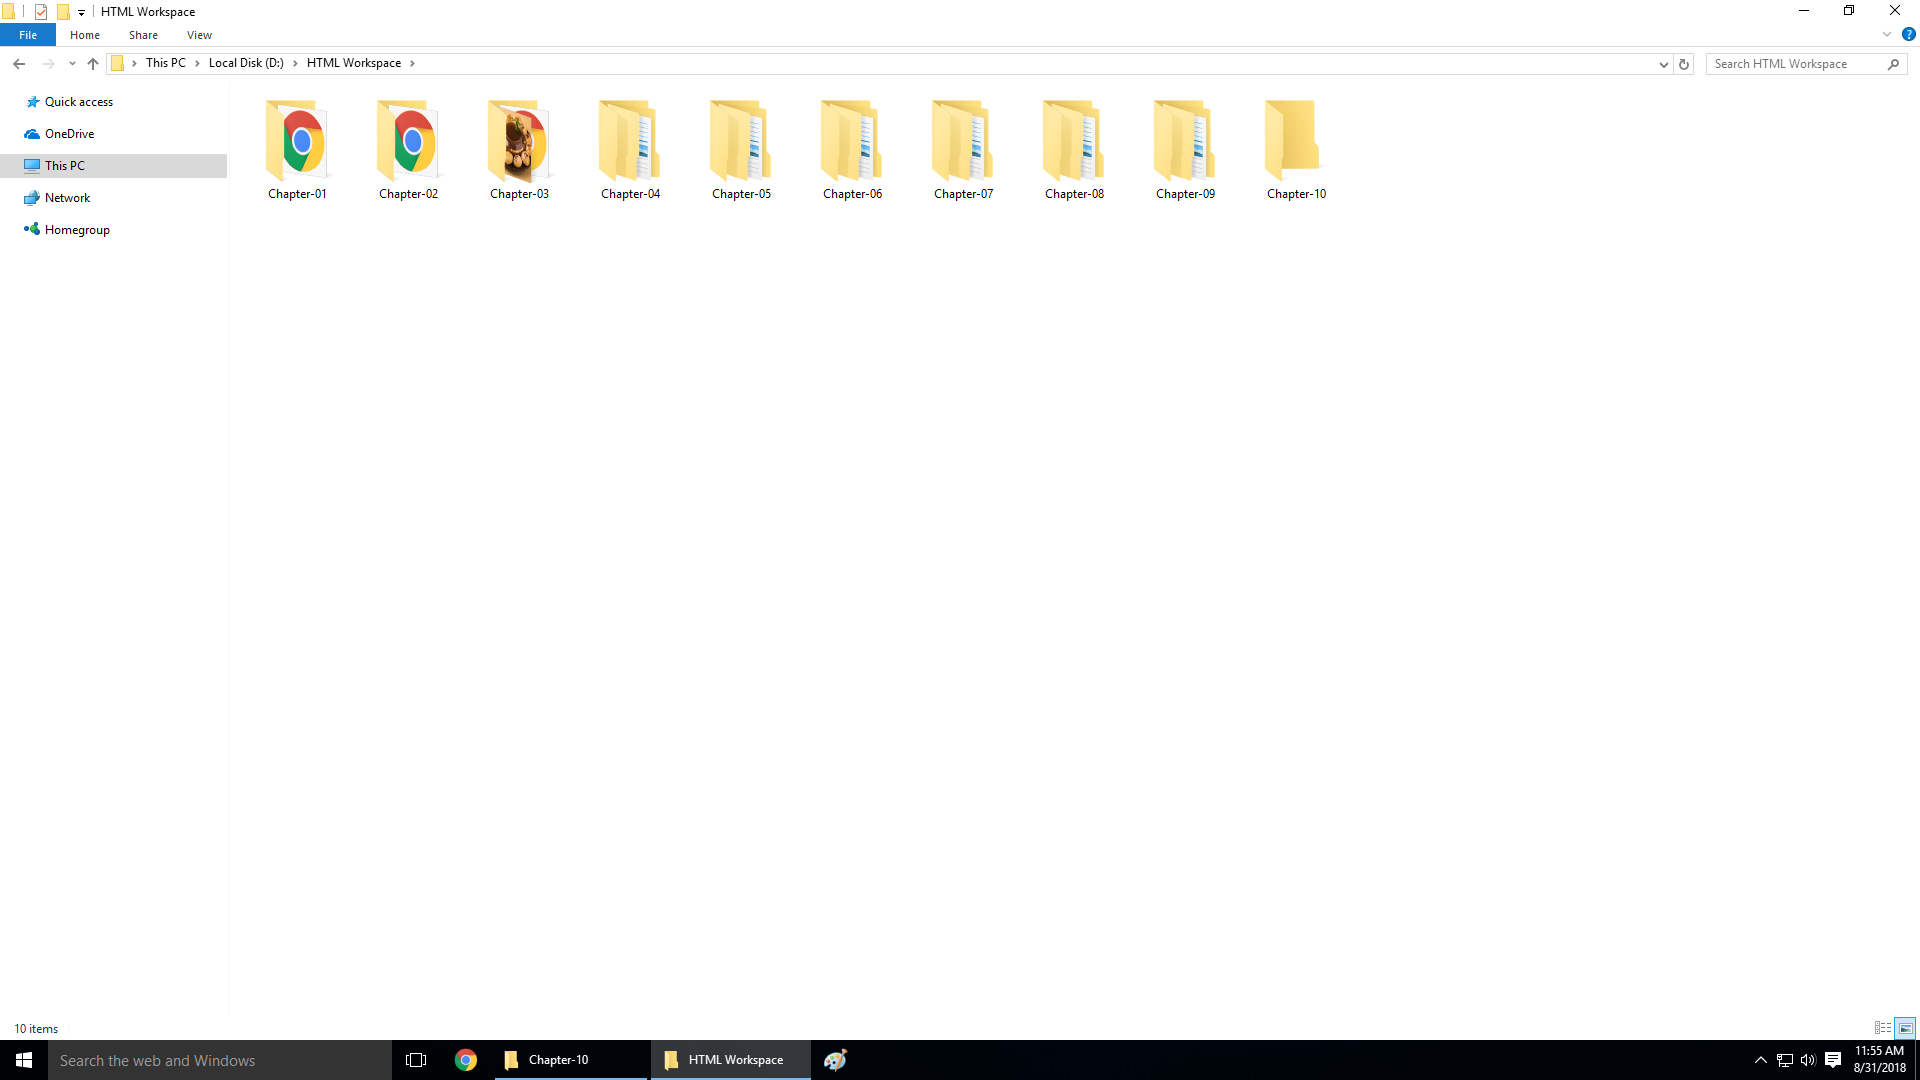 HTML Workspace
File Home Share View
This PC Local Disk (D:) HTML Workspace Search HTML Workspace
Quick access
OneDrive
This PC
Network
Homegroup
Chapter-01 Chapter-02 Chapter-03 Chapter-04 Chapter-05 Chapter-06 Chapter-07 Chapter-08 Chapter-09 Chapter-10
10 items
Search the web and Windows Chapter-10 HTML Workspace
11:55 AM
8/31/2018